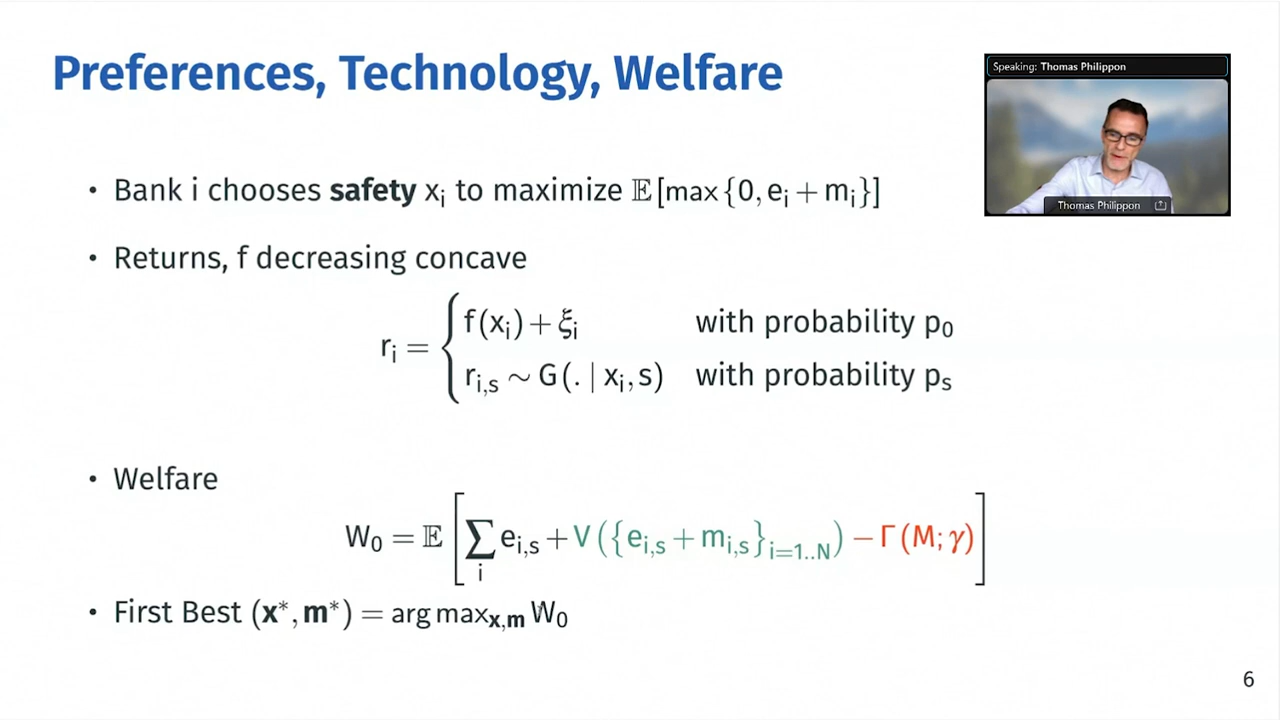 Preferences, Technology, Welfare
Speaking: Thomas Philippon
Thomas Philippon
• Bank i chooses safety xᵢ to maximize 𝔼[max{0, eᵢ + mᵢ}]
• Returns, f decreasing concave
rᵢ = { f(xᵢ) + ξᵢ with probability p₀
rᵢ,ₛ ∼ G(. | xᵢ, s) with probability pₛ
• Welfare
W₀ = 𝔼 [ ∑ᵢ eᵢ,ₛ + V({eᵢ,ₛ + mᵢ,ₛ}ᵢ₌₁..N) − Γ(M; γ) ]
• First Best (x*, m*) = arg maxₓ,ₘ W₀
6